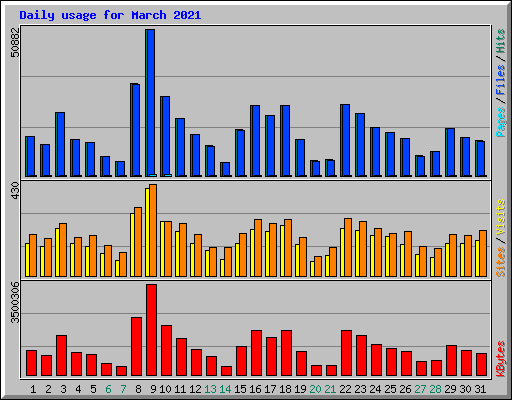 Daily usage for March 2021
50882
Pages / Files / Hits
430
Sites / Visits
3500306
KBytes
1 2 3 4 5 6 7 8 9 10 11 12 13 14 15 16 17 18 19 20 21 22 23 24 25 26 27 28 29 30 31